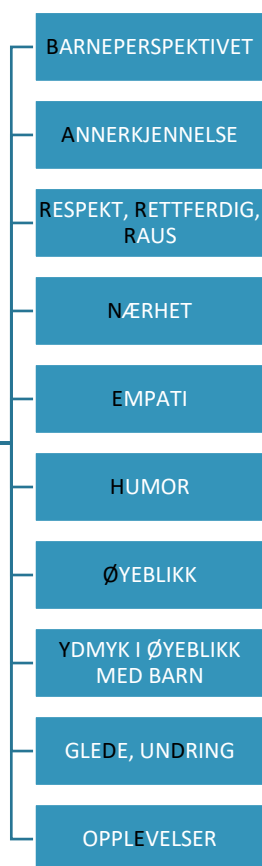 BARNEPERSPEKTIVET
ANNERKJENNELSE
RESPEKT, RETTFERDIG,
RAUS
NÆRHET
EMPATI
HUMOR
ØYEBLIKK
YDMYK I ØYEBLIKK
MED BARN
GLEDE, UNDRING
OPPLEVELSER